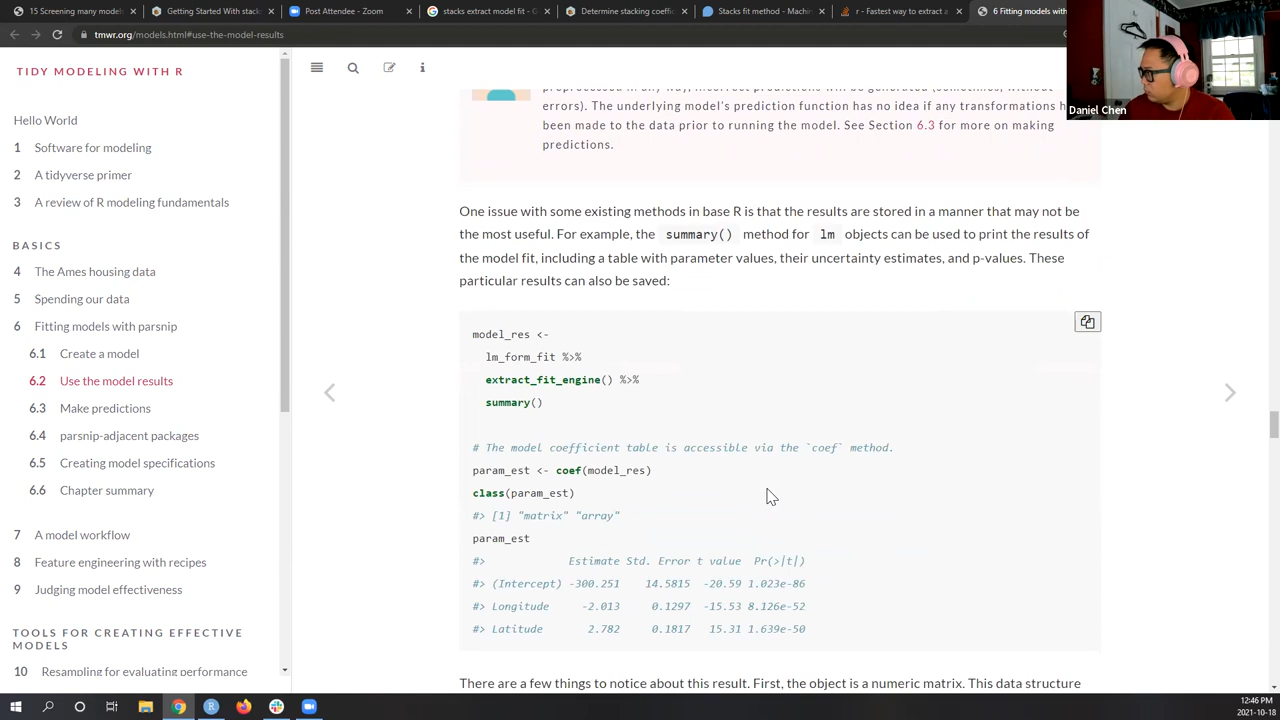 15 Screening many models
Getting Started With stack
Post Attendee - Zoom
stacks extract model fit - G
Determine stacking coeffic
Stacks fit method - Machin
r - Fastest way to extract a
6 Fitting models with
tmwr.org/models.html#use-the-model-results
TIDY MODELING WITH R
Hello World
1 Software for modeling
2 A tidyverse primer
3 A review of R modeling fundamentals
BASICS
4 The Ames housing data
5 Spending our data
6 Fitting models with parsnip
6.1 Create a model
6.2 Use the model results
6.3 Make predictions
6.4 parsnip-adjacent packages
6.5 Creating model specifications
6.6 Chapter summary
7 A model workflow
8 Feature engineering with recipes
9 Judging model effectiveness
TOOLS FOR CREATING EFFECTIVE
MODELS
10 Resampling for evaluating performance
errors). The underlying model's prediction function has no idea if any transformations h
been made to the data prior to running the model. See Section 6.3 for more on making
predictions.
One issue with some existing methods in base R is that the results are stored in a manner that may not be
the most useful. For example, the summary() method for lm objects can be used to print the results of
the model fit, including a table with parameter values, their uncertainty estimates, and p-values. These
particular results can also be saved:
model_res <-
lm_form_fit %>%
extract_fit_engine() %>%
summary()
# The model coefficient table is accessible via the `coef` method.
param_est <- coef(model_res)
class(param_est)
#> [1] "matrix" "array"
param_est
#> Estimate Std. Error t value Pr(>|t|)
#> (Intercept) -300.251 14.5815 -20.59 1.023e-86
#> Longitude -2.013 0.1297 -15.53 8.126e-52
#> Latitude 2.782 0.1817 15.31 1.639e-50
There are a few things to notice about this result. First, the object is a numeric matrix. This data structure
Daniel Chen
12:46 PM
2021-10-18